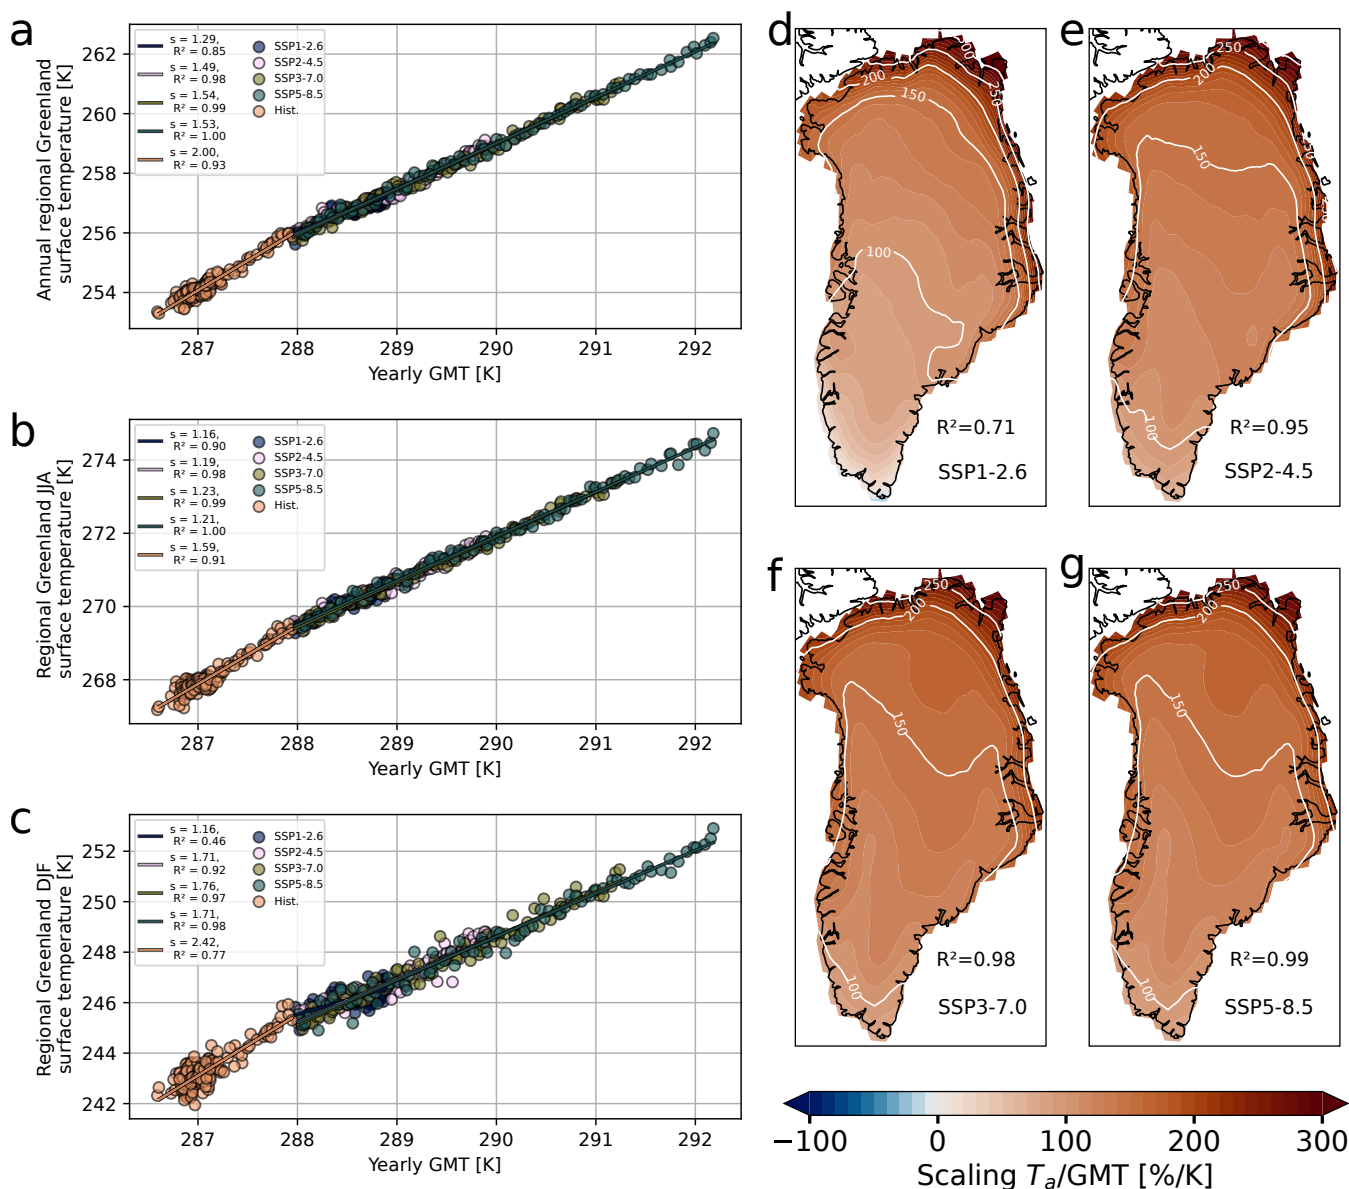 a
Annual regional Greenland
surface temperature [K]
262
260
258
256
254
s = 1.29,
R² = 0.85
s = 1.49,
R² = 0.98
s = 1.54,
R² = 0.99
s = 1.53,
R² = 1.00
s = 2.00,
R² = 0.93
SSP1-2.6
SSP2-4.5
SSP3-7.0
SSP5-8.5
Hist.
287 288 289 290 291 292
Yearly GMT [K]
b
Regional Greenland JJA
surface temperature [K]
274
272
270
268
s = 1.16,
R² = 0.90
s = 1.19,
R² = 0.98
s = 1.23,
R² = 0.99
s = 1.21,
R² = 1.00
s = 1.59,
R² = 0.91
SSP1-2.6
SSP2-4.5
SSP3-7.0
SSP5-8.5
Hist.
287 288 289 290 291 292
Yearly GMT [K]
c
Regional Greenland DJF
surface temperature [K]
252
250
248
246
244
242
s = 1.16,
R² = 0.46
s = 1.71,
R² = 0.92
s = 1.76,
R² = 0.97
s = 1.71,
R² = 0.98
s = 2.42,
R² = 0.77
SSP1-2.6
SSP2-4.5
SSP3-7.0
SSP5-8.5
Hist.
287 288 289 290 291 292
Yearly GMT [K]
d
200
150
250
100
R²=0.71
SSP1-2.6
e
250
200
150
100
R²=0.95
SSP2-4.5
f
250
200
150
100
R²=0.98
SSP3-7.0
g
250
200
150
100
R²=0.99
SSP5-8.5
−100 0 100 200 300
Scaling Tₐ/GMT [%/K]